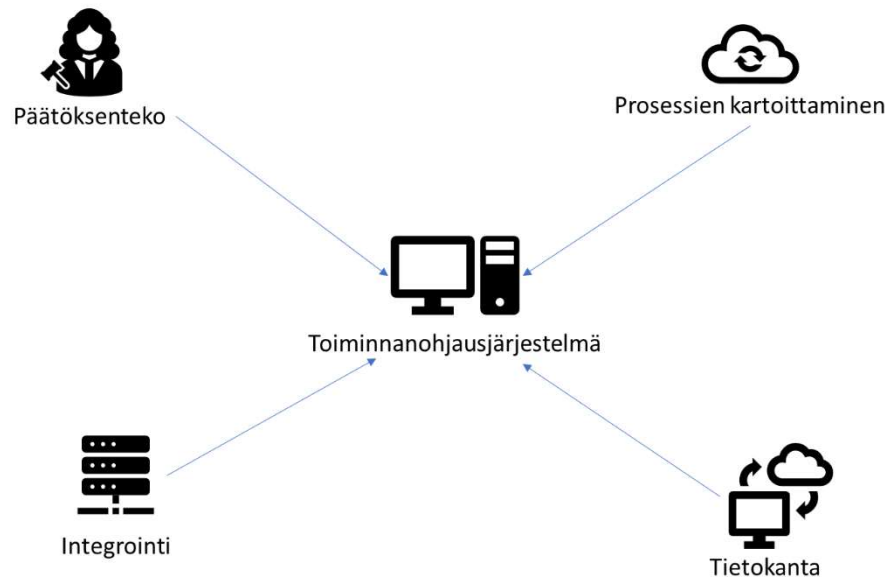 Päätöksenteko
Prosessien kartoittaminen
Toiminnanohjausjärjestelmä
Integrointi
Tietokanta